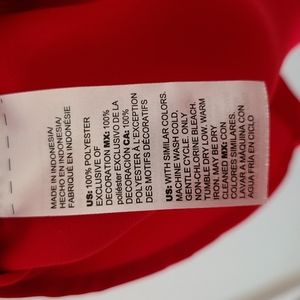 MADE IN INDONESIA/
HECHO EN INDONESIA/
FABRIQUÉ EN INDONÉSIE
US: 100% POLYESTER
EXCLUSIVE OF
DECORATION MX: 100%
poliéster EXCLUSIVO DE LA
DECORACIÓN CA: 100%
POLYESTER À L'EXCEPTION
DES MOTIFS DÉCORATIFS
US: WITH SIMILAR COLORS.
MACHINE WASH COLD,
GENTLE CYCLE. ONLY
NON-CHLORINE BLEACH.
TUMBLE DRY LOW. WARM
IRON. MAY BE DRY
CLEANED. MX: CON
COLORES SIMILARES.
LAVAR A MAQUINA CON
AGUA FRIA EN CICLO